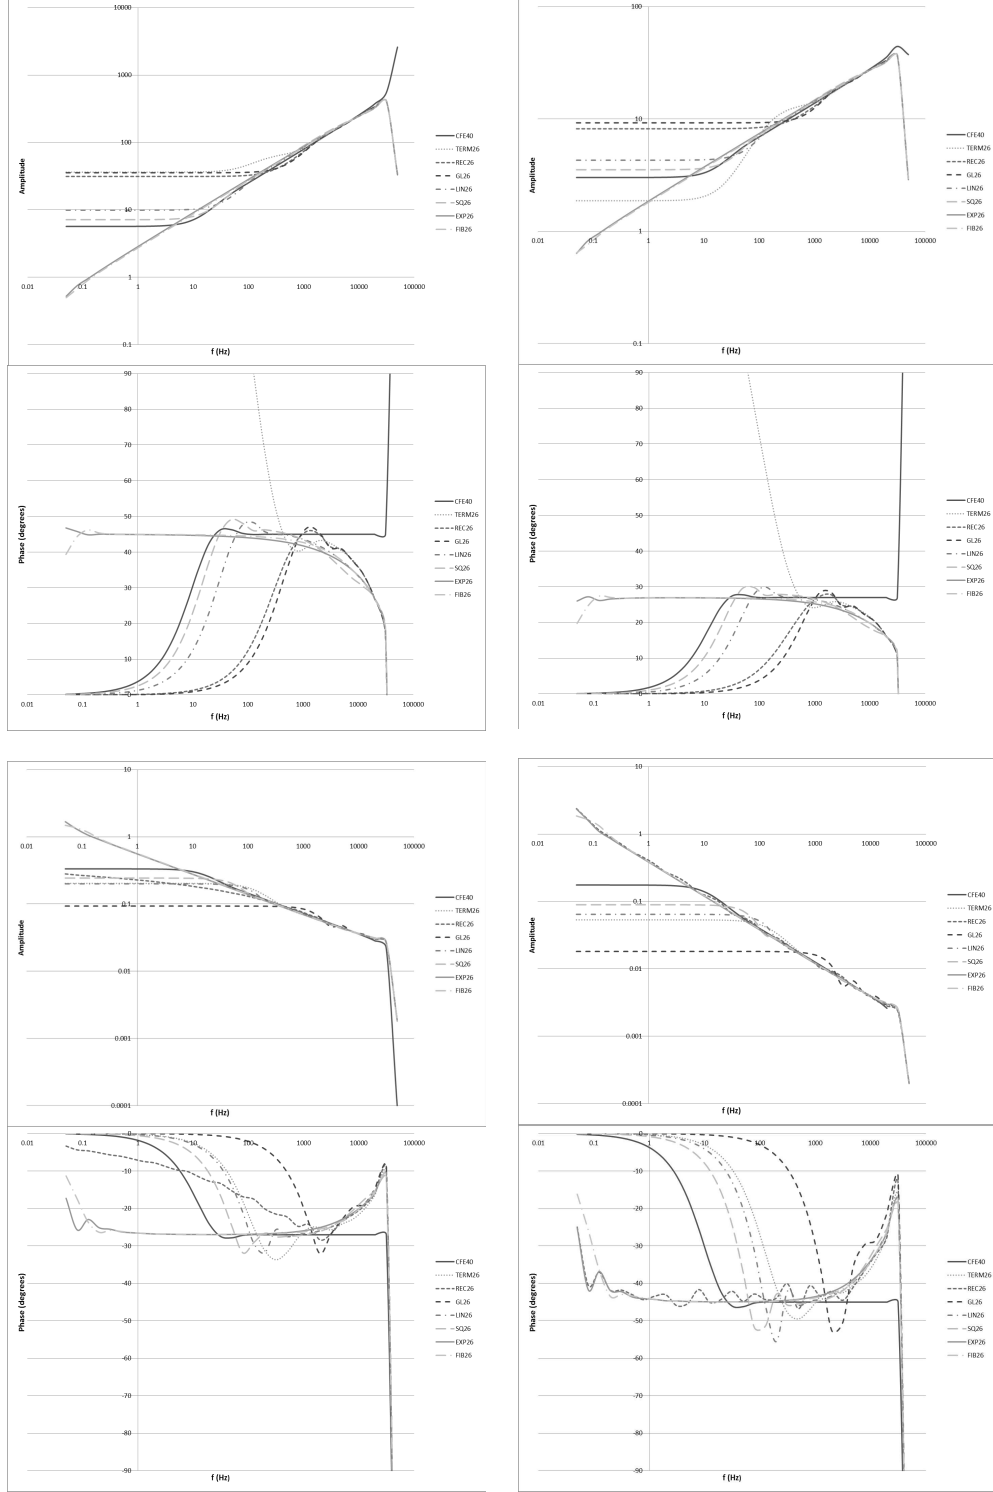 10000
1000
100
10
1
0.1
0.01 0.1 1 10 100 1000 10000 100000
Amplitude
f (Hz)
CFE40
TERM26
REC26
GL26
LIN26
SQ26
EXP26
FIB26
100
10
1
0.1
0.01 0.1 1 10 100 1000 10000 100000
Amplitude
f (Hz)
CFE40
TERM26
REC26
GL26
LIN26
SQ26
EXP26
FIB26
90
80
70
60
50
40
30
20
10
0
0.01 0.1 1 10 100 1000 10000 100000
Phase (degrees)
f (Hz)
CFE40
TERM26
REC26
GL26
LIN26
SQ26
EXP26
FIB26
90
80
70
60
50
40
30
20
10
0
0.01 0.1 1 10 100 1000 10000 100000
Phase (degrees)
f (Hz)
CFE40
TERM26
REC26
GL26
LIN26
SQ26
EXP26
FIB26
10
1
0.1
0.01
0.001
0.0001
0.01 0.1 1 10 100 1000 10000 100000
Amplitude
f (Hz)
CFE40
TERM26
REC26
GL26
LIN26
SQ26
EXP26
FIB26
10
1
0.1
0.01
0.001
0.0001
0.01 0.1 1 10 100 1000 10000 100000
Amplitude
f (Hz)
CFE40
TERM26
REC26
GL26
LIN26
SQ26
EXP26
FIB26
-0
-10
-20
-30
-40
-50
-60
-70
-80
-90
0.01 0.1 1 10 100 1000 10000 100000
Phase (degrees)
f (Hz)
CFE40
TERM26
REC26
GL26
LIN26
SQ26
EXP26
FIB26
-0
-10
-20
-30
-40
-50
-60
-70
-80
-90
0.01 0.1 1 10 100 1000 10000 100000
Phase (degrees)
f (Hz)
CFE40
TERM26
REC26
GL26
LIN26
SQ26
EXP26
FIB26